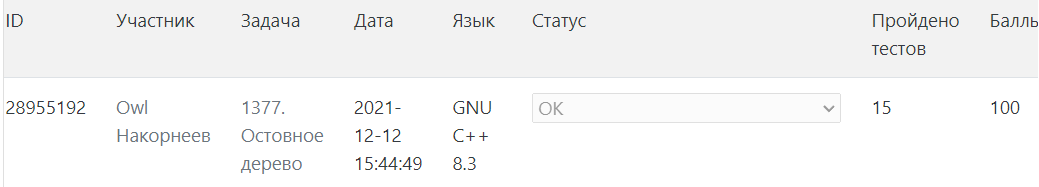 ID Участник Задача Дата Язык Статус Пройдено тестов Баллы
28955192 Owl Накорнеев 1377. Остовное дерево 2021-12-12 15:44:49 GNU C++ 8.3 OK 15 100